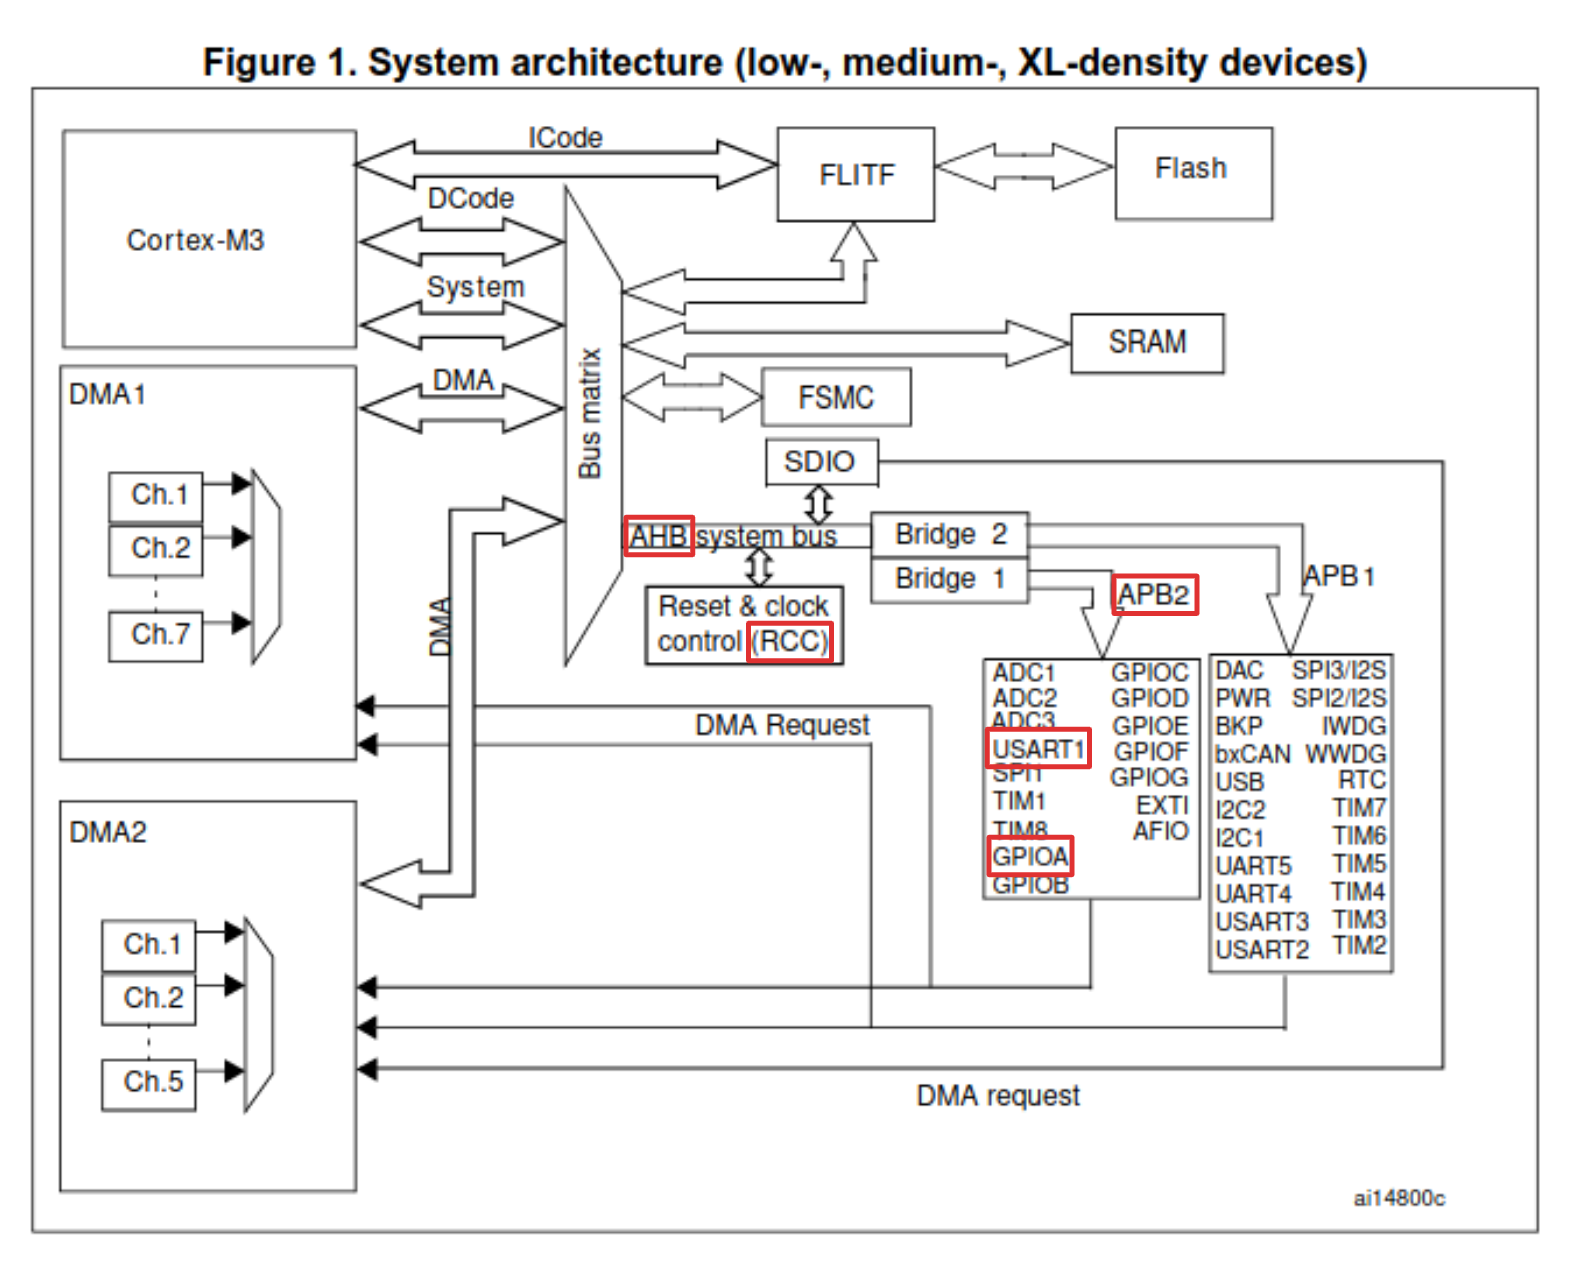 Figure 1. System architecture (low-, medium-, XL-density devices)
ICode
FLITF
Flash
DCode
Cortex-M3
System
SRAM
DMA
DMA1
FSMC
Bus matrix
SDIO
Ch.1
Ch.2
Ch.7
AHB system bus
Bridge 2
Bridge 1
APB2
APB1
Reset & clock
control (RCC)
DMA
ADC1 GPIOC
ADC2 GPIOD
ADC3 GPIOE
USART1 GPIOF
SPI1 GPIOG
TIM1 EXTI
TIM8 AFIO
GPIOA
GPIOB
DAC SPI3/I2S
PWR SPI2/I2S
BKP IWDG
bxCAN WWDG
USB RTC
I2C2 TIM7
I2C1 TIM6
UART5 TIM5
UART4 TIM4
USART3 TIM3
USART2 TIM2
DMA Request
DMA2
Ch.1
Ch.2
Ch.5
DMA request
ai14800c